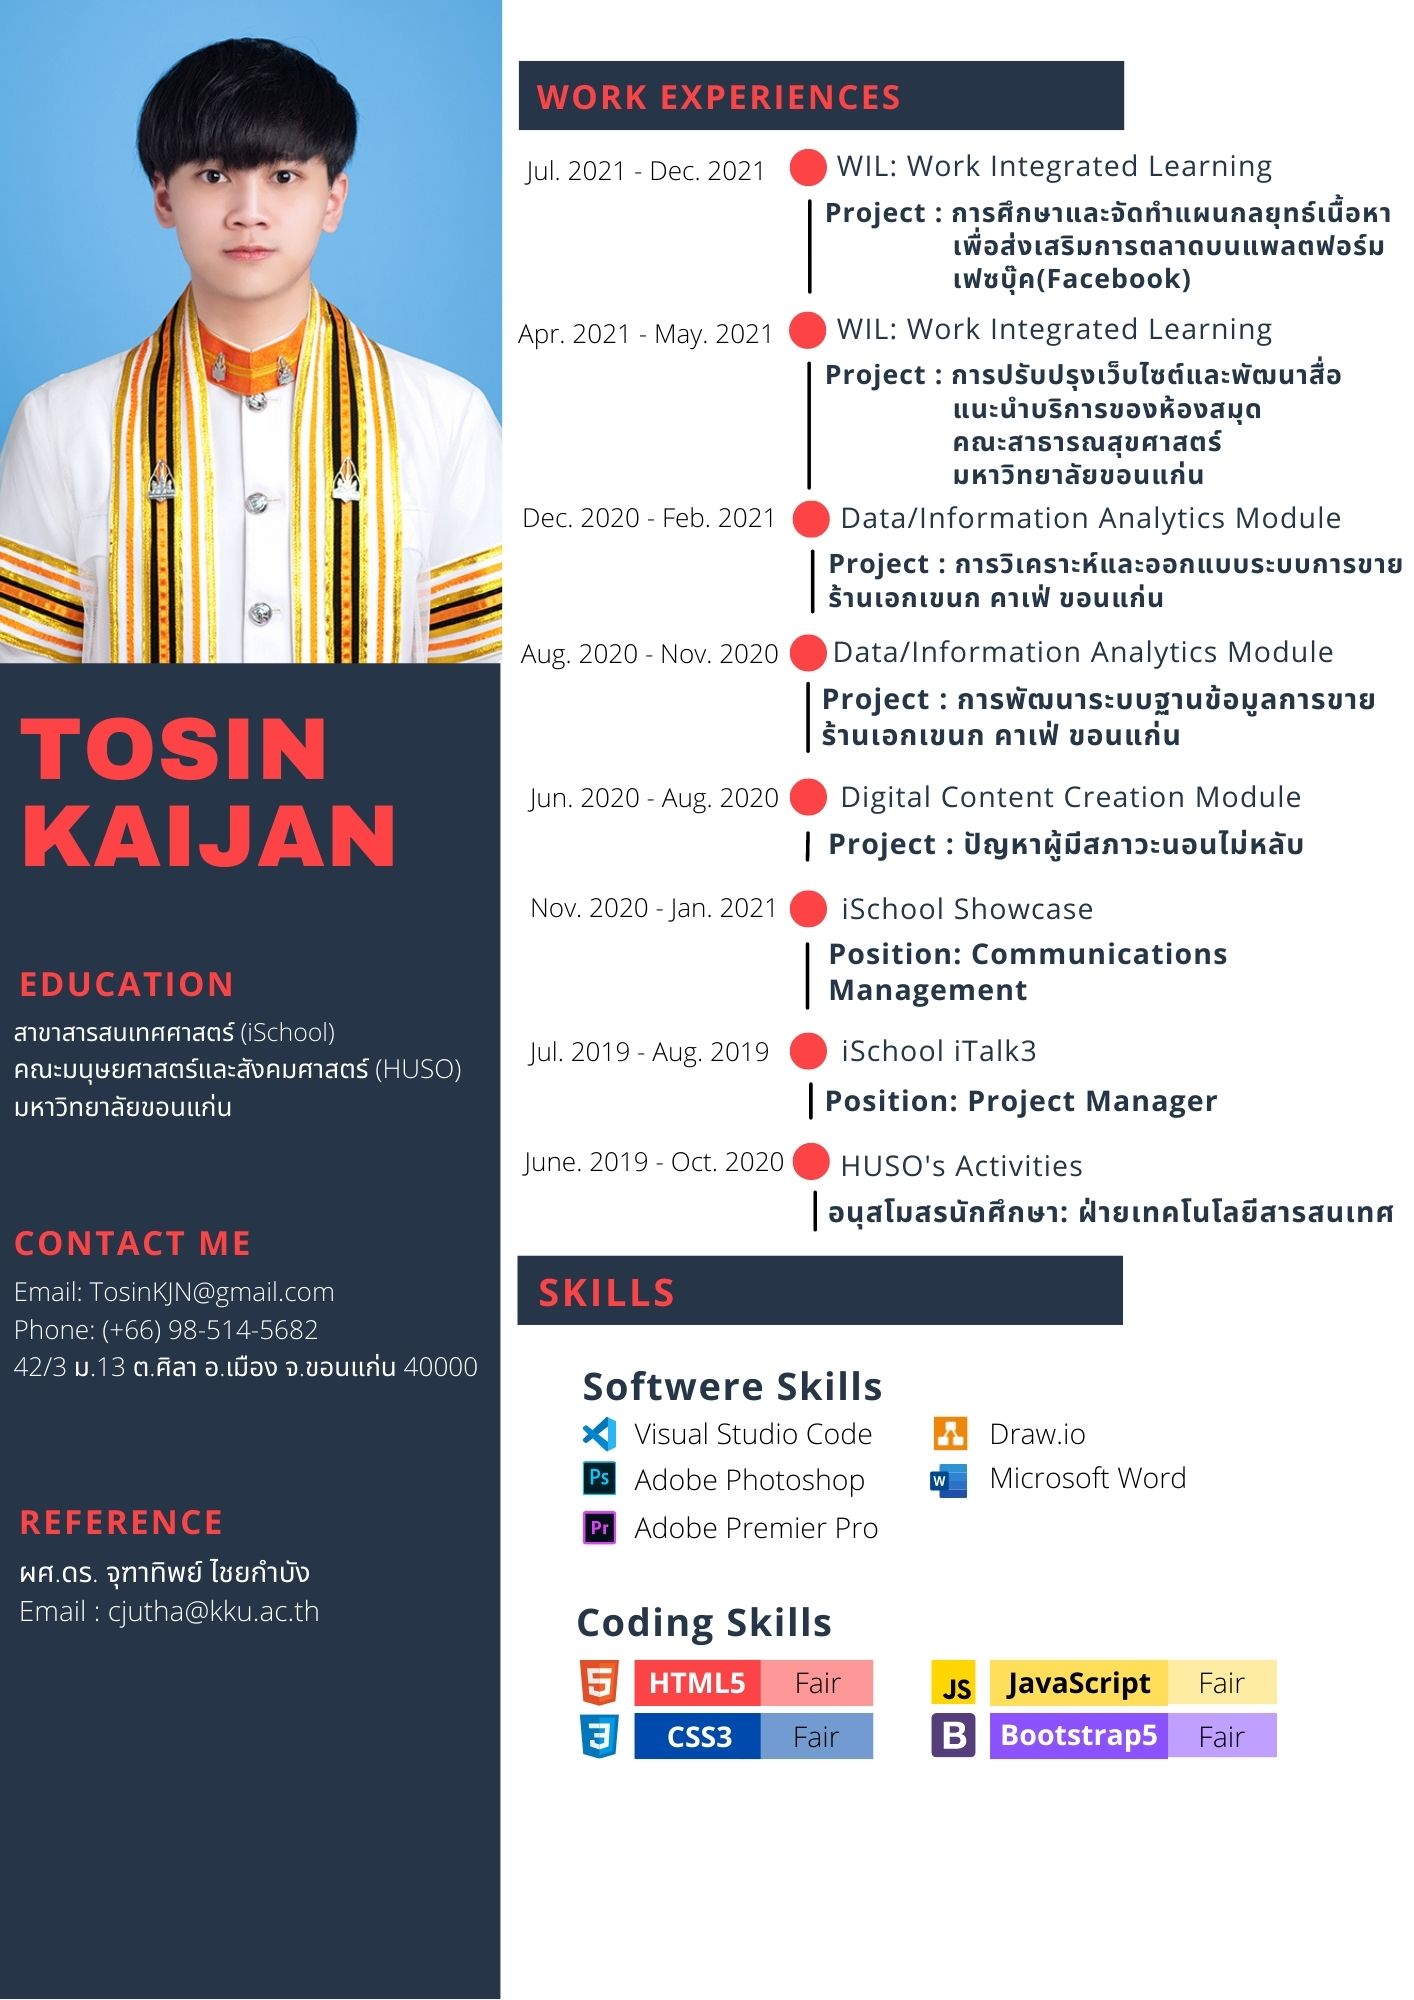 TOSIN
KAIJAN
EDUCATION
สาขาสารสนเทศศาสตร์ (iSchool)
คณะมนุษยศาสตร์และสังคมศาสตร์ (HUSO)
มหาวิทยาลัยขอนแก่น
CONTACT ME
Email: TosinKJN@gmail.com
Phone: (+66) 98-514-5682
42/3 ม.13 ต.ศิลา อ.เมือง จ.ขอนแก่น 40000
REFERENCE
ผศ.ดร. จุฑาทิพย์ ไชยกำบัง
Email : cjutha@kku.ac.th
WORK EXPERIENCES
Jul. 2021 - Dec. 2021 WIL: Work Integrated Learning
Project : การศึกษาและจัดทำแผนกลยุทธ์เนื้อหา
เพื่อส่งเสริมการตลาดบนแพลตฟอร์ม
เฟซบุ๊ค(Facebook)
Apr. 2021 - May. 2021 WIL: Work Integrated Learning
Project : การปรับปรุงเว็บไซต์และพัฒนาสื่อ
แนะนำบริการของห้องสมุด
คณะสาธารณสุขศาสตร์
มหาวิทยาลัยขอนแก่น
Dec. 2020 - Feb. 2021 Data/Information Analytics Module
Project : การวิเคราะห์และออกแบบระบบการขาย
ร้านเอกเขนก คาเฟ่ ขอนแก่น
Aug. 2020 - Nov. 2020 Data/Information Analytics Module
Project : การพัฒนาระบบฐานข้อมูลการขาย
ร้านเอกเขนก คาเฟ่ ขอนแก่น
Jun. 2020 - Aug. 2020 Digital Content Creation Module
Project : ปัญหาผู้มีสภาวะนอนไม่หลับ
Nov. 2020 - Jan. 2021 iSchool Showcase
Position: Communications
Management
Jul. 2019 - Aug. 2019 iSchool iTalk3
Position: Project Manager
June. 2019 - Oct. 2020 HUSO's Activities
อนุสโมสรนักศึกษา: ฝ่ายเทคโนโลยีสารสนเทศ
SKILLS
Softwere Skills
Visual Studio Code Draw.io
Ps Adobe Photoshop W Microsoft Word
Pr Adobe Premier Pro
Coding Skills
5 HTML5 Fair JS JavaScript Fair
3 CSS3 Fair B Bootstrap5 Fair